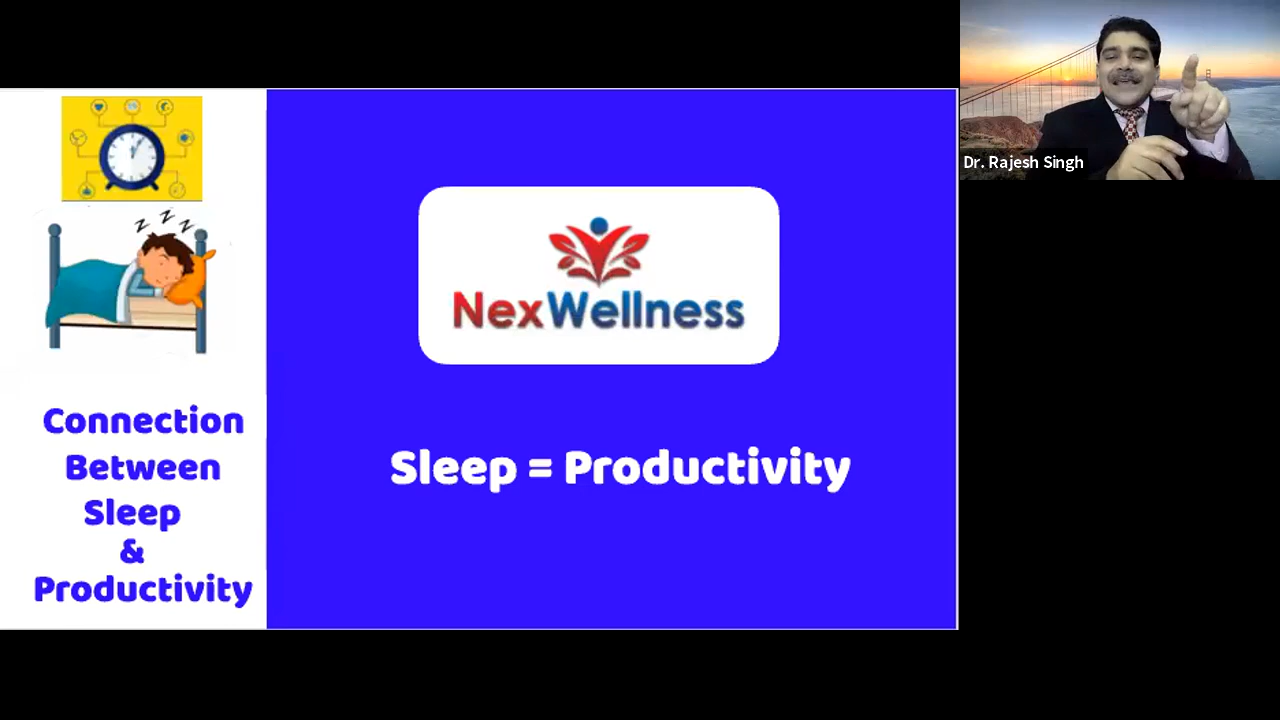 z z z
Connection
Between
Sleep
&
Productivity
NexWellness
Sleep = Productivity
Dr. Rajesh Singh